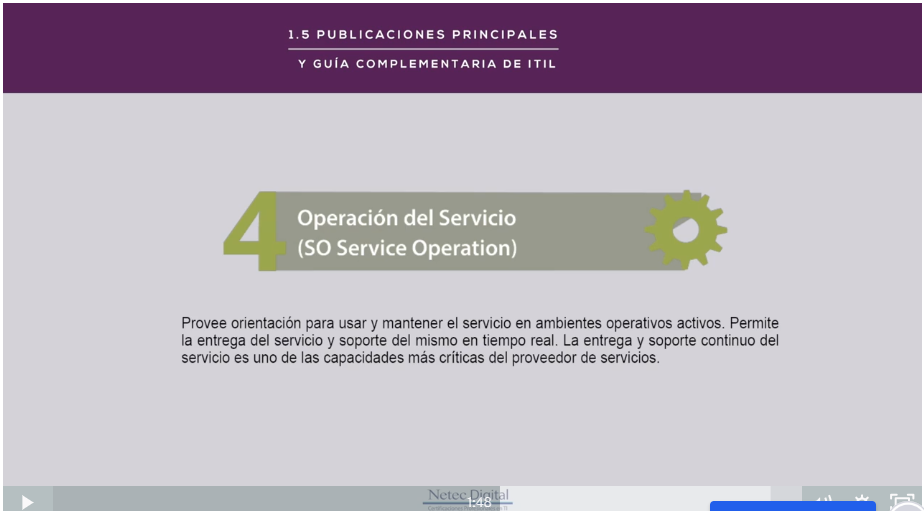 1.5 PUBLICACIONES PRINCIPALES
Y GUÍA COMPLEMENTARIA DE ITIL
4
Operación del Servicio
(SO Service Operation)
Provee orientación para usar y mantener el servicio en ambientes operativos activos. Permite
la entrega del servicio y soporte del mismo en tiempo real. La entrega y soporte continuo del
servicio es uno de las capacidades más críticas del proveedor de servicios.
Netec Digital
1:48